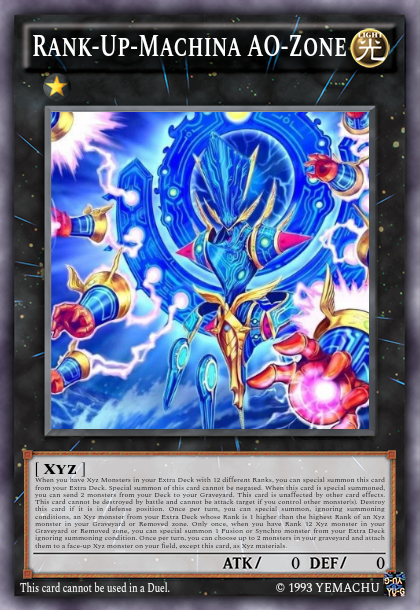 RANK-UP-MACHINA AO-ZONE
LIGHT
光
[ XYZ ]
When you have Xyz Monsters in your Extra Deck with 12 different Ranks, you can special summon this card
from your Extra Deck. Special summon of this card cannot be negated. When this card is special summoned,
you can send 2 monsters from your Deck to your Graveyard. This card is unaffected by other card effects.
This card cannot be destroyed by battle and cannot be attack target if you control other monster(s). Destroy
this card if it is in defense position. Once per turn, you can special summon, ignoring summoning
conditions, an Xyz monster from your Extra Deck whose Rank is 1 higher than the highest Rank of an Xyz
monster in your Graveyard or Removed zone. Only once, when you have Rank 12 Xyz monster in your
Graveyard or Removed zone, you can special summon 1 Fusion or Synchro monster from your Extra Deck
ignoring summoning condition. Once per turn, you can choose up to 2 monsters in your graveyard and attach
them to a face-up Xyz monster on your field, except this card, as Xyz materials.
ATK/ 0 DEF/ 0
This card cannot be used in a Duel.
© 1993 YEMACHU